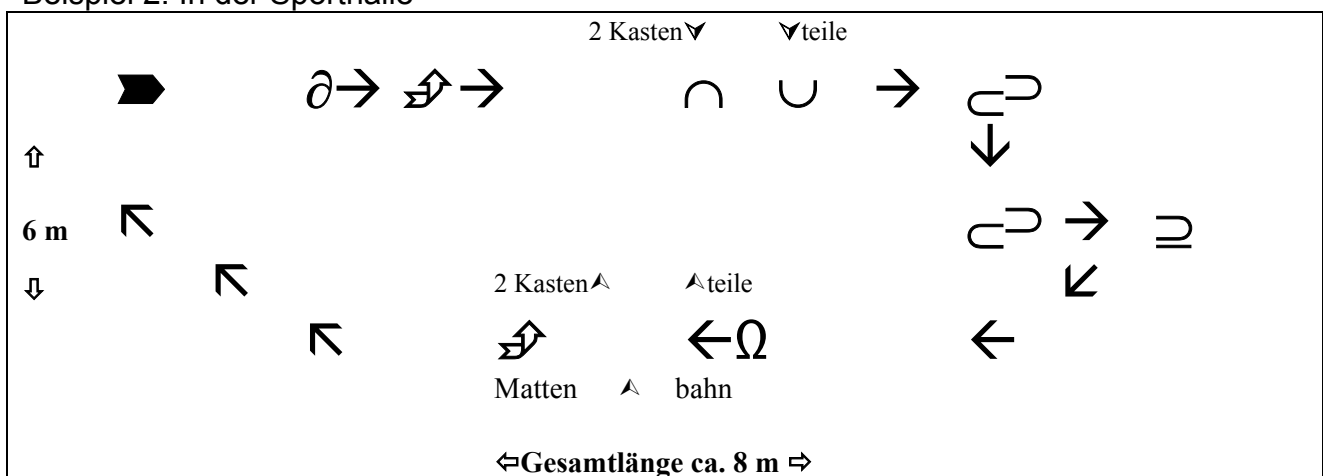 Beispiel 2: In der Sporthalle
2 Kasten⮟ ⮟teile
➨ ∂→ ⮵→ ∩ ∪ → ⊂⊃
⇧ ↓
6 m ↖ ⊂⊃ → ⊇
⇩ ↖ 2 Kasten⮝ ⮝teile ↙
↖ ⮵ ←Ω ←
Matten ⮝ bahn
⇦Gesamtlänge ca. 8 m ⇨